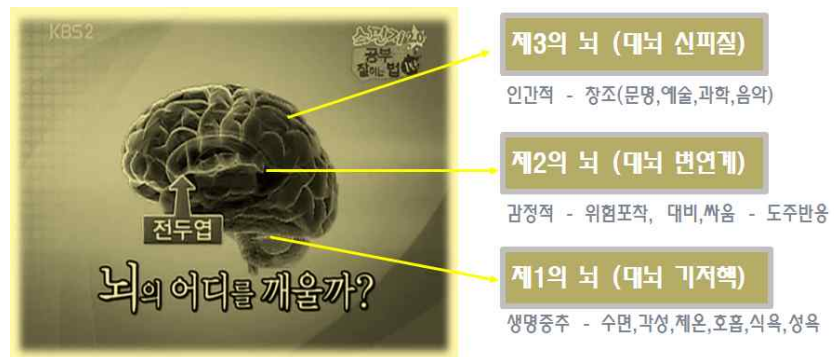 KBS2
스펀지 2.0
공부
잘하는 법
전두엽
뇌의 어디를 깨울까?
제3의 뇌 (대뇌 신피질)
인간적 - 창조(문명,예술,과학,음악)
제2의 뇌 (대뇌 변연계)
감정적 - 위험포착, 대비,싸움 - 도주반응
제1의 뇌 (대뇌 기저핵)
생명중추 - 수면,각성,체온,호흡,식욕,성욕